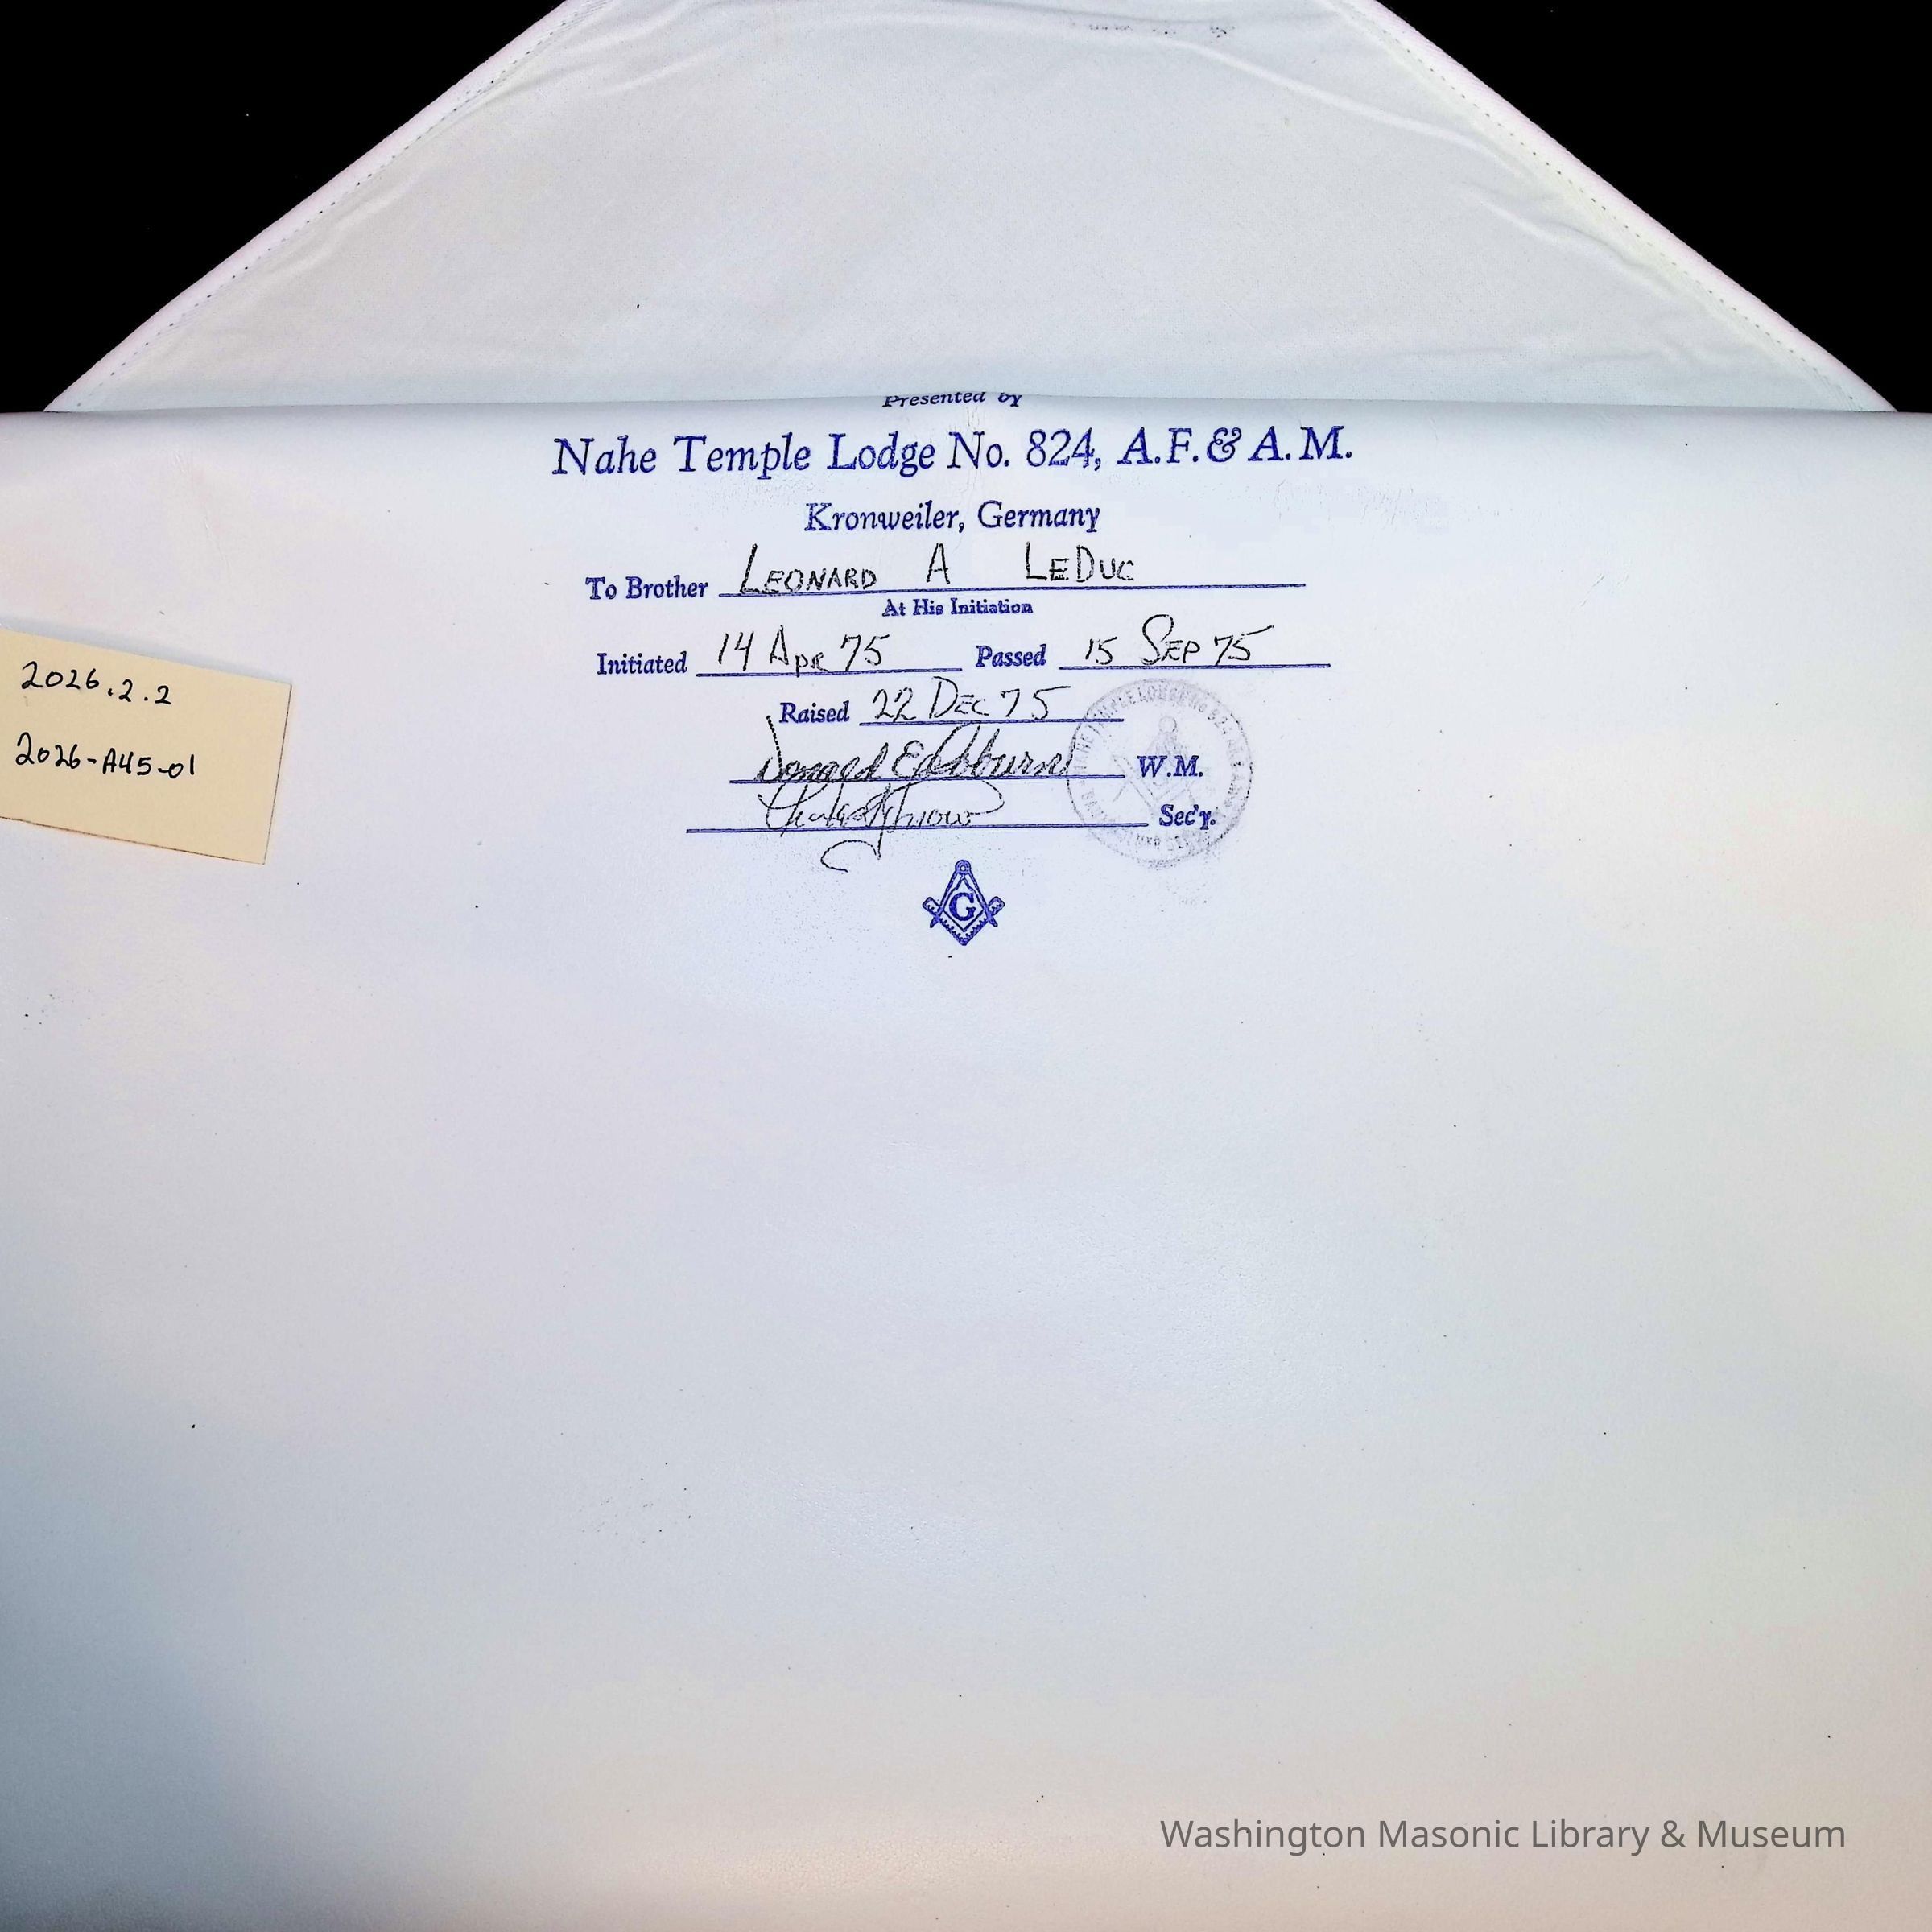 Presented by
Nahe Temple Lodge No. 824, A.F. & A.M.
Kronweiler, Germany
To Brother LEONARD A LEDUC
At His Initiation
Initiated 14 Apr 75 Passed 15 SEP 75
Raised 22 DEC 75
Donald E W.M.
Sec'y.
G
2026.2.2
2026-A45-01
Washington Masonic Library & Museum